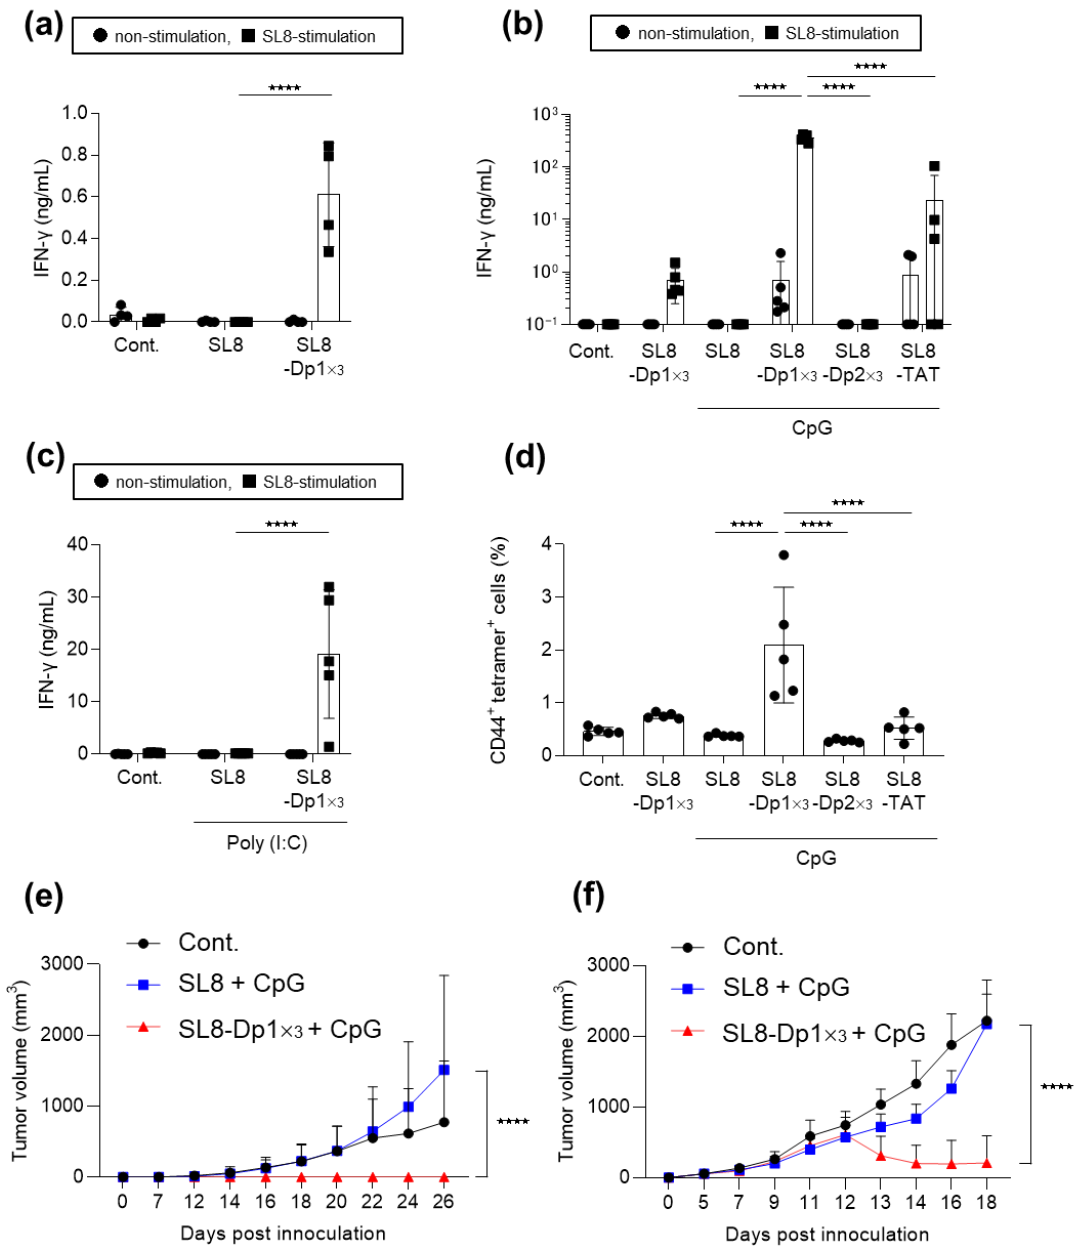 (a)
non-stimulation, SL8-stimulation
★★★★
1.0
0.8
0.6
0.4
0.2
0.0
IFN-γ (ng/mL)
Cont. SL8 SL8
-Dp1×3
(b)
non-stimulation, SL8-stimulation
★★★★
★★★★ ★★★★
10³
10²
10¹
10⁰
10⁻¹
IFN-γ (ng/mL)
Cont. SL8 SL8 SL8 SL8 SL8
-Dp1×3 -Dp1×3 -Dp2×3 -TAT
CpG
(c)
non-stimulation, SL8-stimulation
★★★★
40
30
20
10
0
IFN-γ (ng/mL)
Cont. SL8 SL8
-Dp1×3
Poly (I:C)
(d)
★★★★
★★★★ ★★★★
4
3
2
1
0
CD44⁺ tetramer⁺ cells (%)
Cont. SL8 SL8 SL8 SL8 SL8
-Dp1×3 -Dp1×3 -Dp2×3 -TAT
CpG
(e)
Cont.
SL8 + CpG
SL8-Dp1×3 + CpG
3000
2000
1000
0
Tumor volume (mm³)
★★★★
0 7 12 14 16 18 20 22 24 26
Days post innoculation
(f)
Cont.
SL8 + CpG
SL8-Dp1×3 + CpG
3000
2000
1000
0
Tumor volume (mm³)
★★★★
0 5 7 9 11 12 13 14 16 18
Days post innoculation